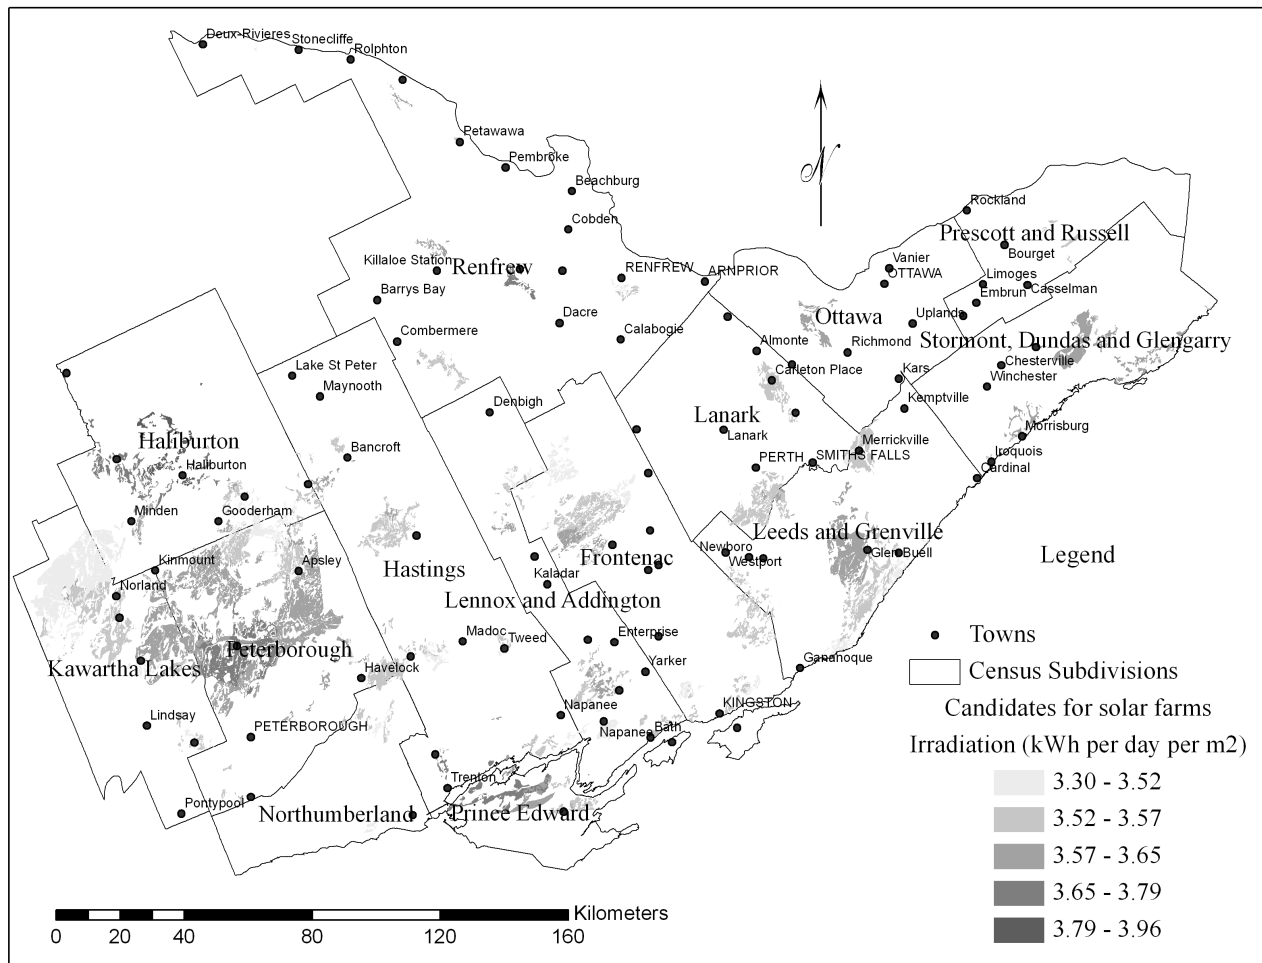 Deux-Rivieres
Stonecliffe
Rolphton
Petawawa
Pembroke
Beachburg
Cobden
N
Rockland
Prescott and Russell
Bourget
Killaloe Station
Renfrew
RENFREW
ARNPRIOR
Vanier
OTTAWA
Limoges
Casselman
Embrun
Barrys Bay
Dacre
Ottawa
Uplands
Combermere
Calabogie
Almonte
Richmond
Stormont, Dundas and Glengarry
Chesterville
Lake St Peter
Maynooth
Carleton Place
Kars
Winchester
Denbigh
Kemptville
Lanark
Lanark
Morrisburg
Haliburton
Haliburton
Bancroft
Merrickville
PERTH
SMITHS FALLS
Iroquois
Cardinal
Minden
Gooderham
Leeds and Grenville
Newboro
Westport
Glen Buell
Legend
Kinmount
Apsley
Hastings
Frontenac
Kaladar
Norland
Lennox and Addington
Madoc
Tweed
Enterprise
Towns
Kawartha Lakes
Peterborough
Havelock
Yarker
Gananoque
Census Subdivisions
Lindsay
PETERBOROUGH
Napanee
Napanee
Bath
KINGSTON
Candidates for solar farms
Irradiation (kWh per day per m2)
Trenton
Pontypool
Northumberland
Prince Edward
3.30 - 3.52
3.52 - 3.57
3.57 - 3.65
3.65 - 3.79
3.79 - 3.96
Kilometers
0 20 40 80 120 160